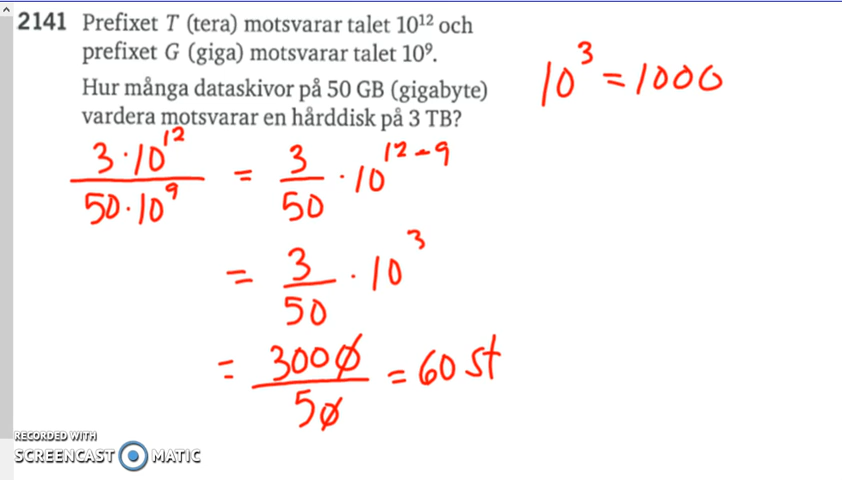 2141 Prefixet T (tera) motsvarar talet 10¹² och
prefixet G (giga) motsvarar talet 10⁹.
Hur många dataskivor på 50 GB (gigabyte)
vardera motsvarar en hårddisk på 3 TB?
10³ = 1000
3·10¹² / 50·10⁹ = 3/50 · 10¹²⁻⁹
= 3/50 · 10³
= 3000/50 = 60 st
RECORDED WITH
SCREENCAST MATIC